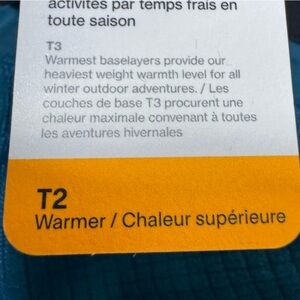 activités par temps frais en
toute saison
T3
Warmest baselayers provide our
heaviest weight warmth level for all
winter outdoor adventures. / Les
couches de base T3 procurent une
chaleur maximale convenant à toutes
les aventures hivernales
T2
Warmer / Chaleur supérieure